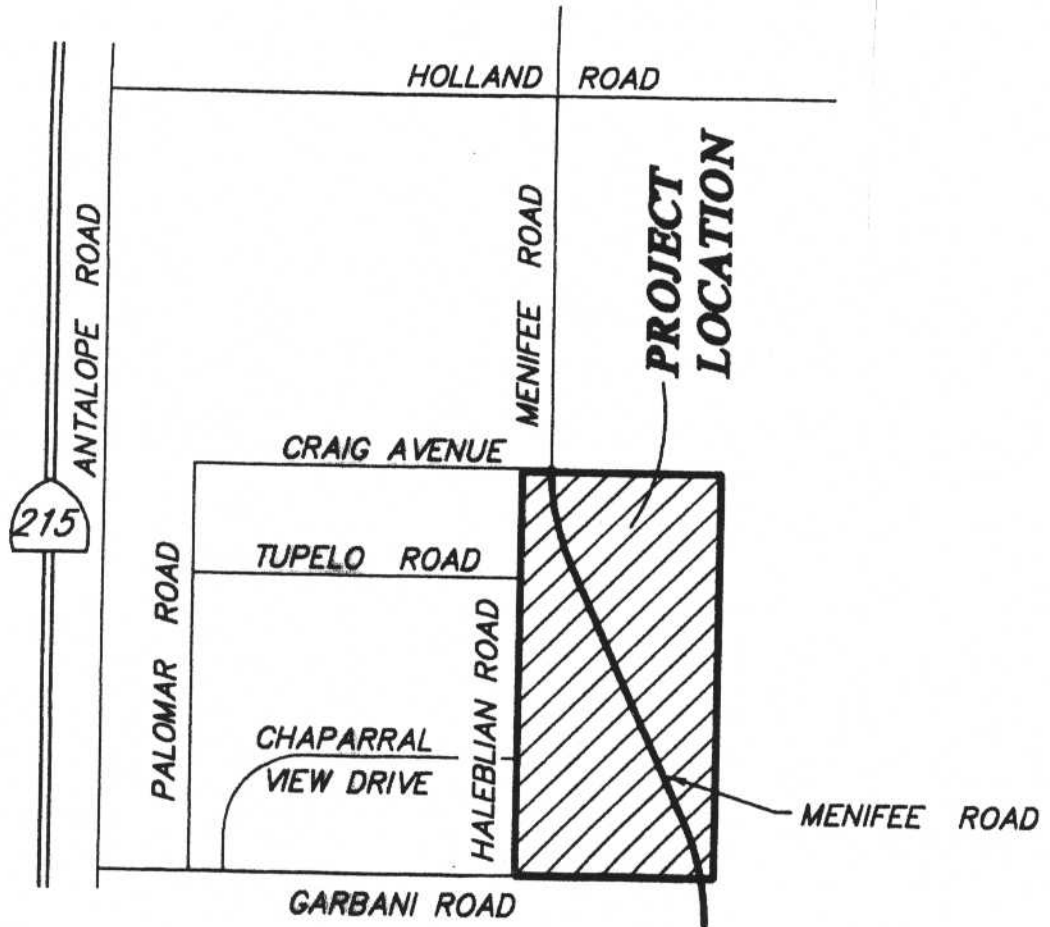 HOLLAND ROAD
ANTALOPE ROAD
MENIFEE ROAD
PROJECT
LOCATION
CRAIG AVENUE
215
TUPELO ROAD
PALOMAR ROAD
HALEBLIAN ROAD
CHAPARRAL
VIEW DRIVE
MENIFEE ROAD
GARBANI ROAD